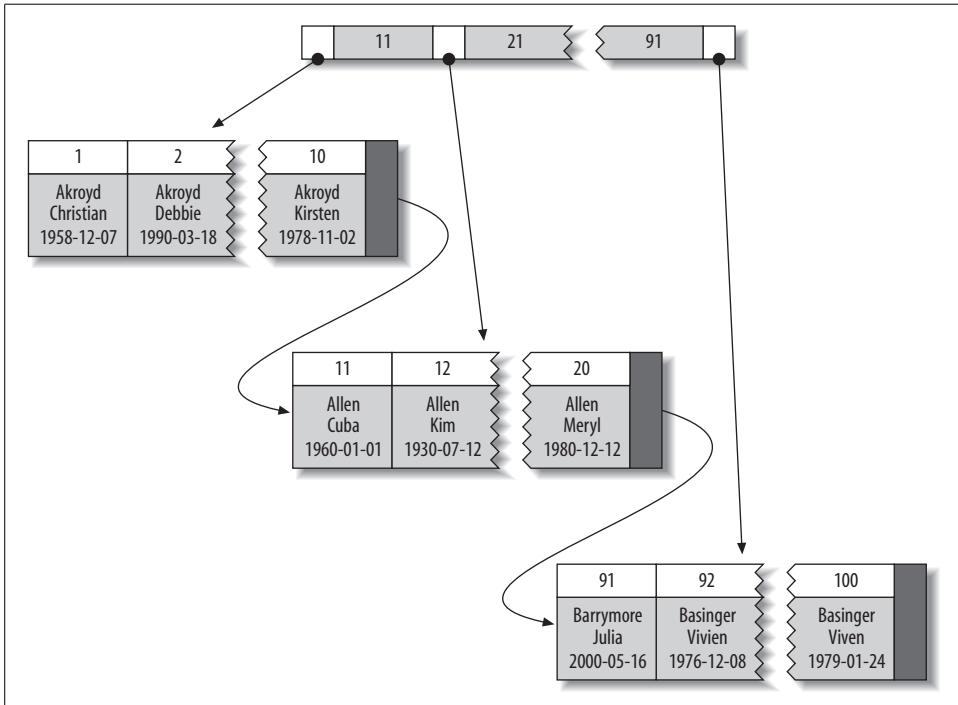 11 21 91
1 2 10
Akroyd Akroyd Akroyd
Christian Debbie Kirsten
1958-12-07 1990-03-18 1978-11-02
11 12 20
Allen Allen Allen
Cuba Kim Meryl
1960-01-01 1930-07-12 1980-12-12
91 92 100
Barrymore Basinger Basinger
Julia Vivien Viven
2000-05-16 1976-12-08 1979-01-24